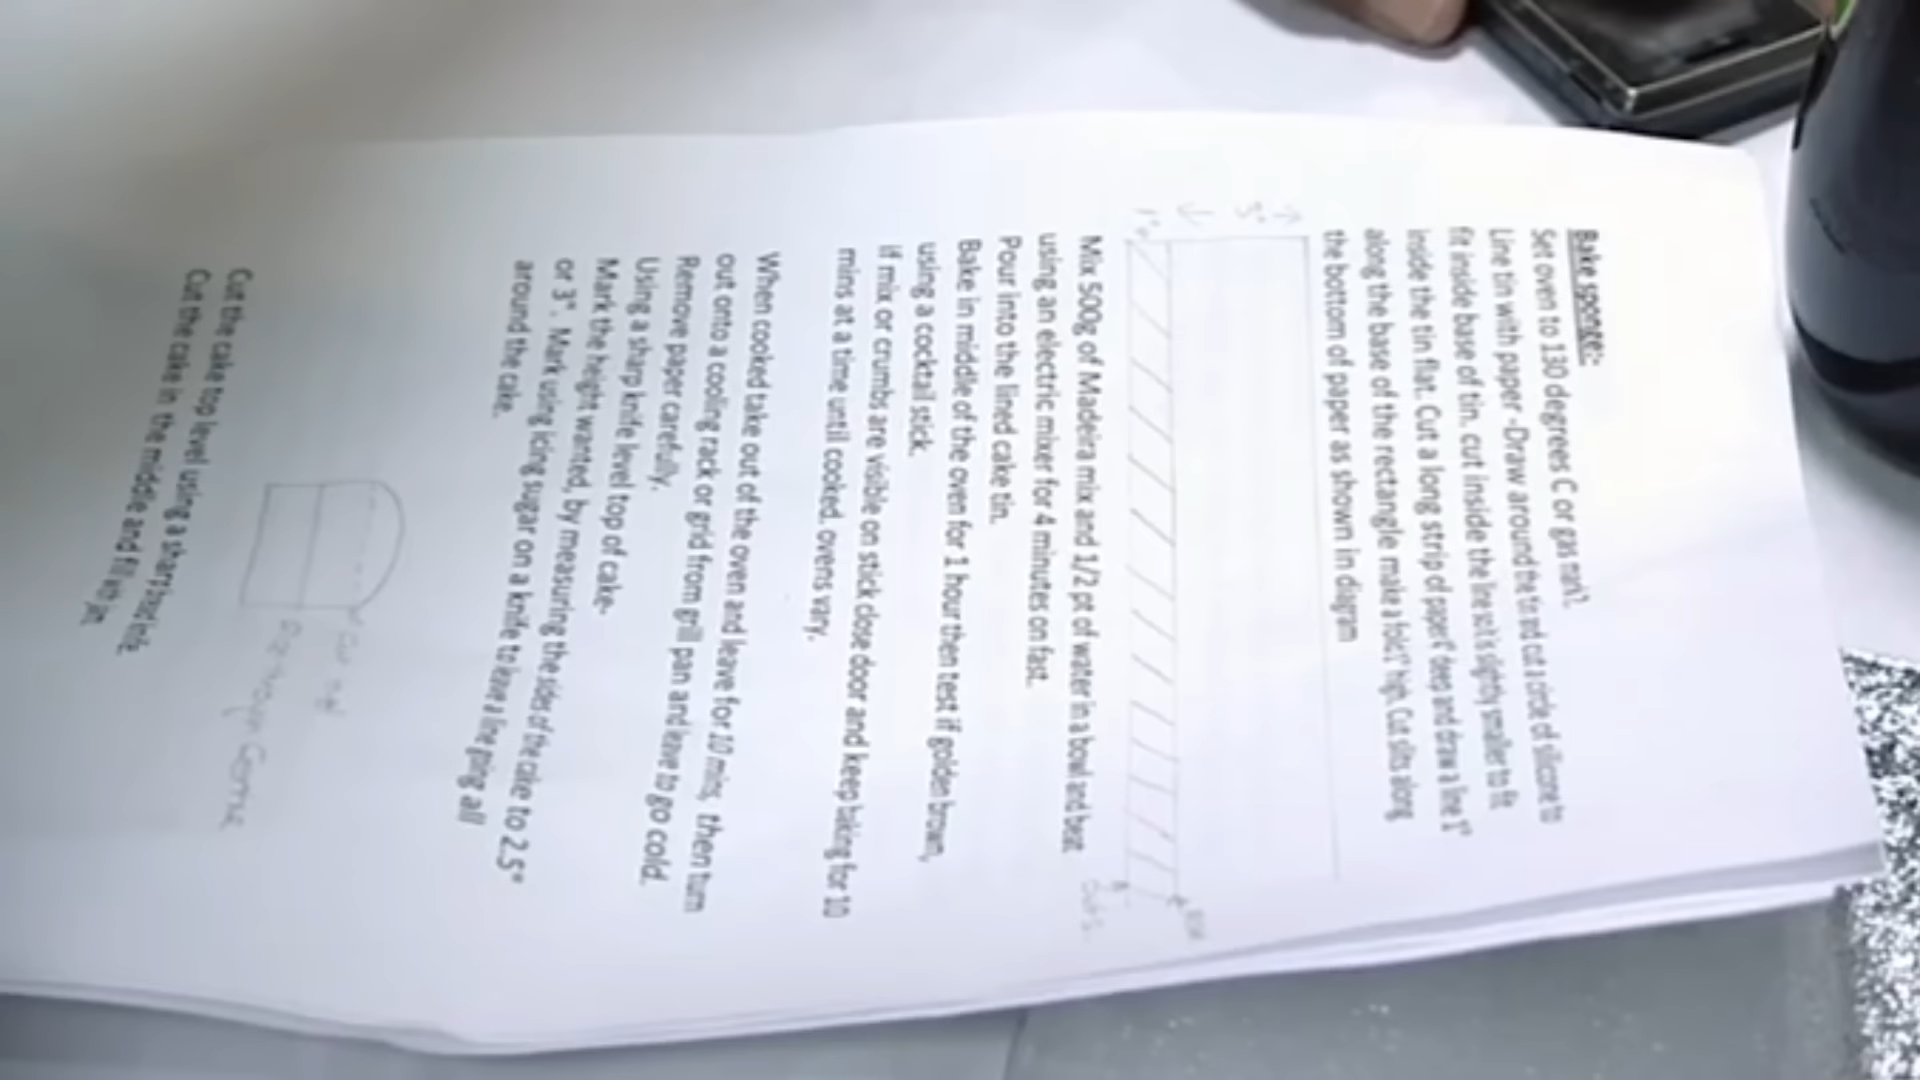 Bake sponge:
Set oven to 130 degrees C or gas mark 1.
Line tin with paper -Draw around the tin and cut a circle of silicone to
fit inside base of tin. cut inside the line so it is slightly smaller to fit
inside the tin flat. Cut a long strip of paper deep and draw a line 1"
along the base of the rectangle make a fold 1" high. Cut slits along
the bottom of paper as shown in diagram
Mix 500g of Madeira mix and 1/2 pt of water in a bowl and beat
using an electric mixer for 4 minutes on fast.
Pour into the lined cake tin.
Bake in middle of the oven for 1 hour then test if golden brown,
using a cocktail stick.
if mix or crumbs are visible on stick close door and keep baking for 10
mins at a time until cooked. ovens vary.
When cooked take out of the oven and leave for 10 mins, then turn
out onto a cooling rack or grid from grill pan and leave to go cold.
Remove paper carefully.
Using a sharp knife level top of cake-
Mark the height wanted, by measuring the sides of the cake to 2.5"
or 3". Mark using icing sugar on a knife to leave a line going all
around the cake.
Cut off
Cut the cake top level using a sharp bread knife.
Cut the cake in the middle and fill with jam.